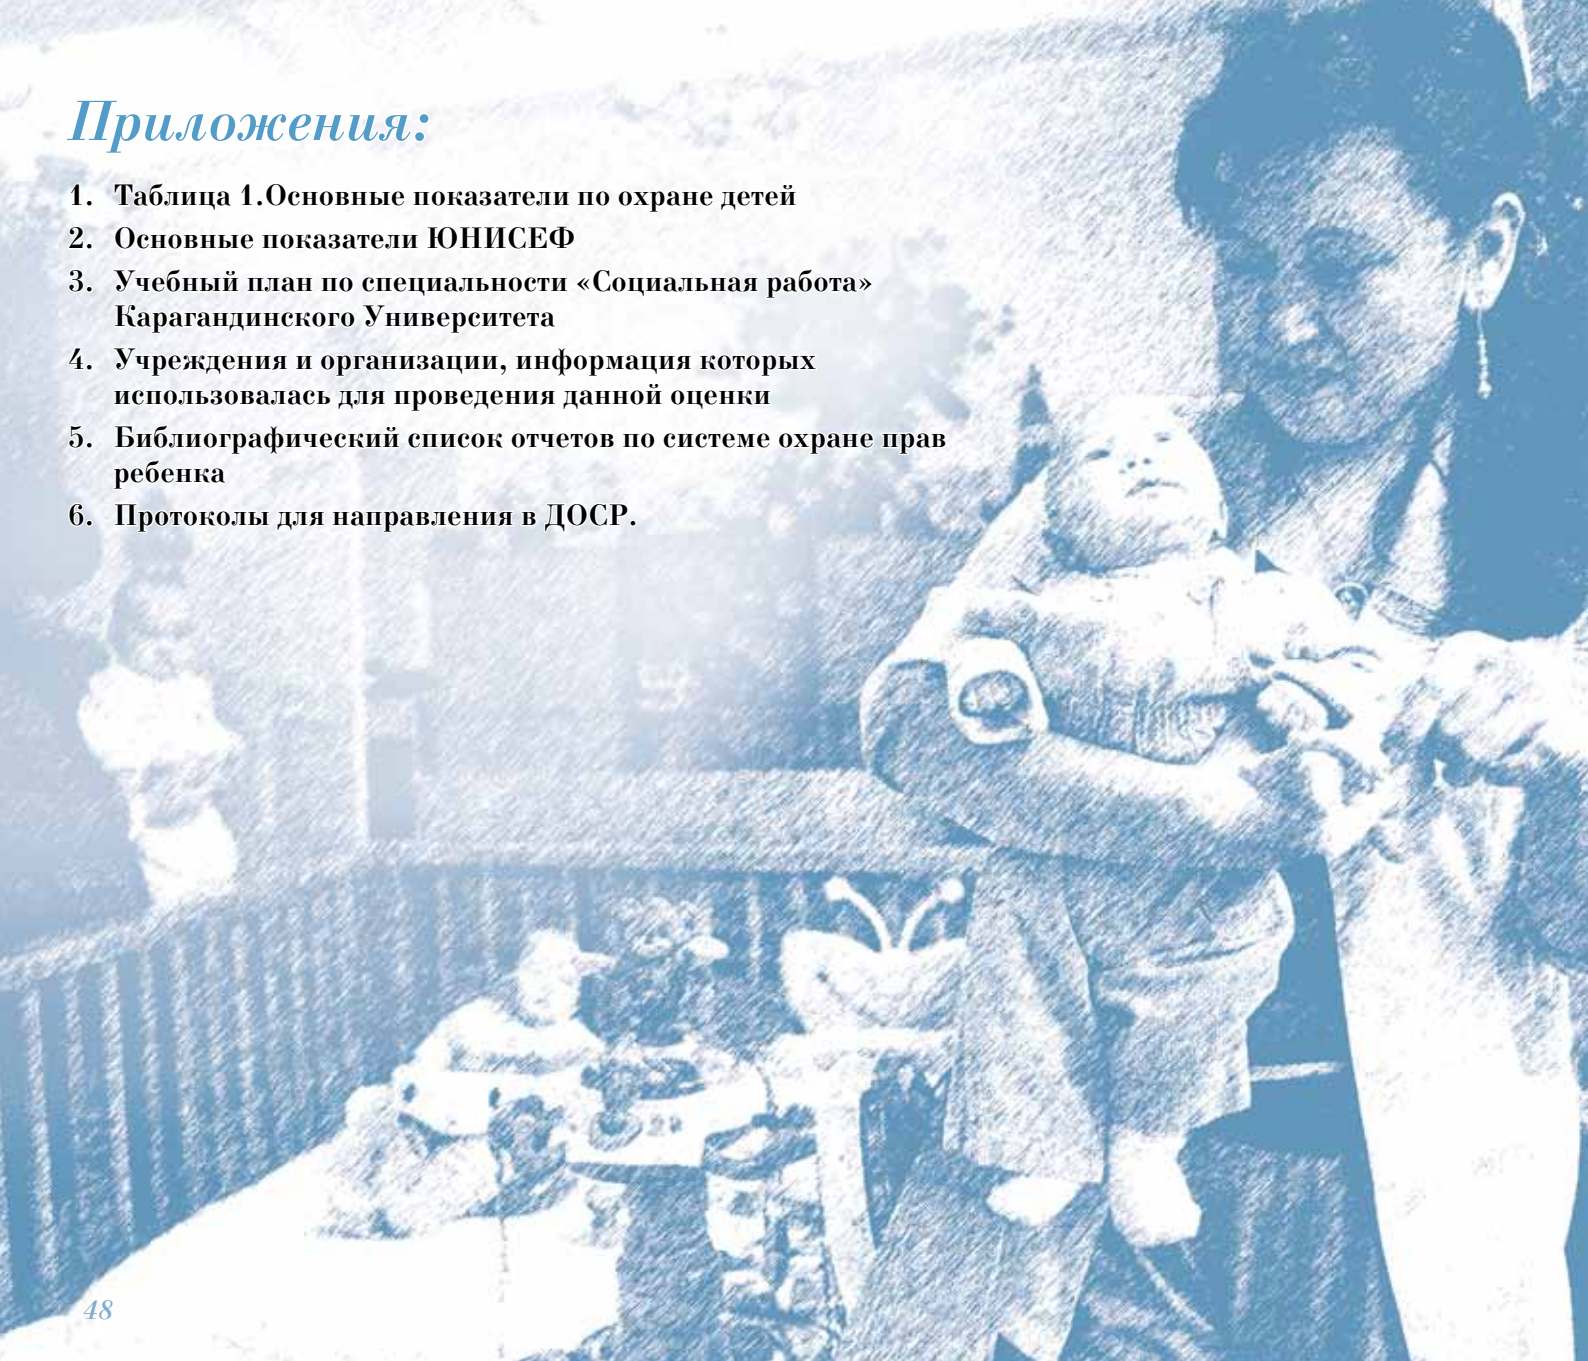 Приложения:
1. Таблица 1.Основные показатели по охране детей
2. Основные показатели ЮНИСЕФ
3. Учебный план по специальности «Социальная работа»
Карагандинского Университета
4. Учреждения и организации, информация которых
использовалась для проведения данной оценки
5. Библиографический список отчетов по системе охране прав
ребенка
6. Протоколы для направления в ДОСР.
48